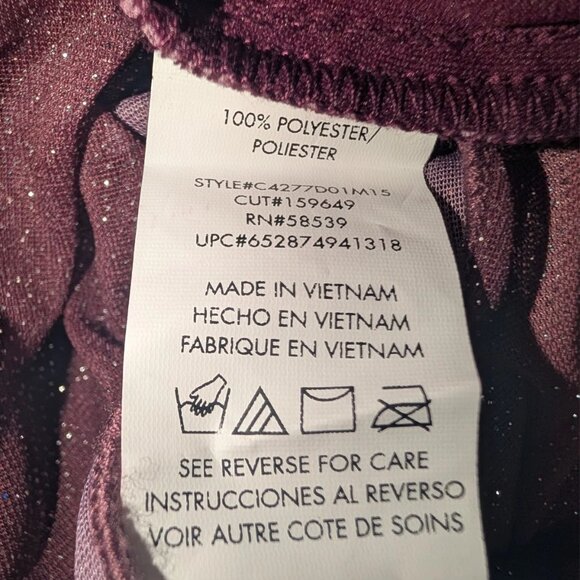 100% POLYESTER/
POLIESTER
STYLE#C4277D01M15
CUT#159649
RN#58539
UPC#652874941318
MADE IN VIETNAM
HECHO EN VIETNAM
FABRIQUE EN VIETNAM
SEE REVERSE FOR CARE
INSTRUCCIONES AL REVERSO
VOIR AUTRE COTE DE SOINS